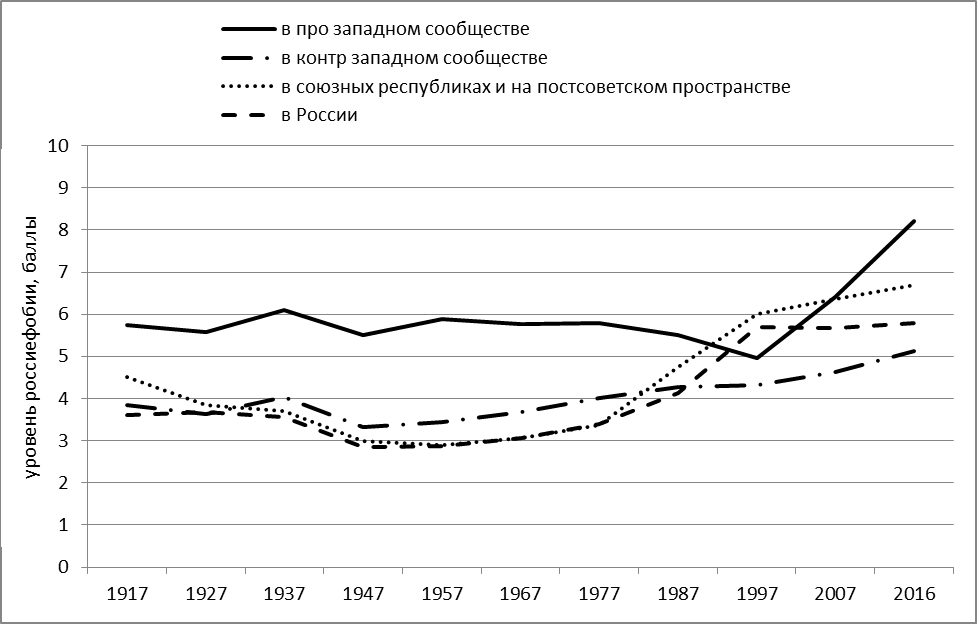 в про западном сообществе
в контр западном сообществе
в союзных республиках и на постсоветском пространстве
в России
уровень россиефобии, баллы
10
9
8
7
6
5
4
3
2
1
0
1917 1927 1937 1947 1957 1967 1977 1987 1997 2007 2016